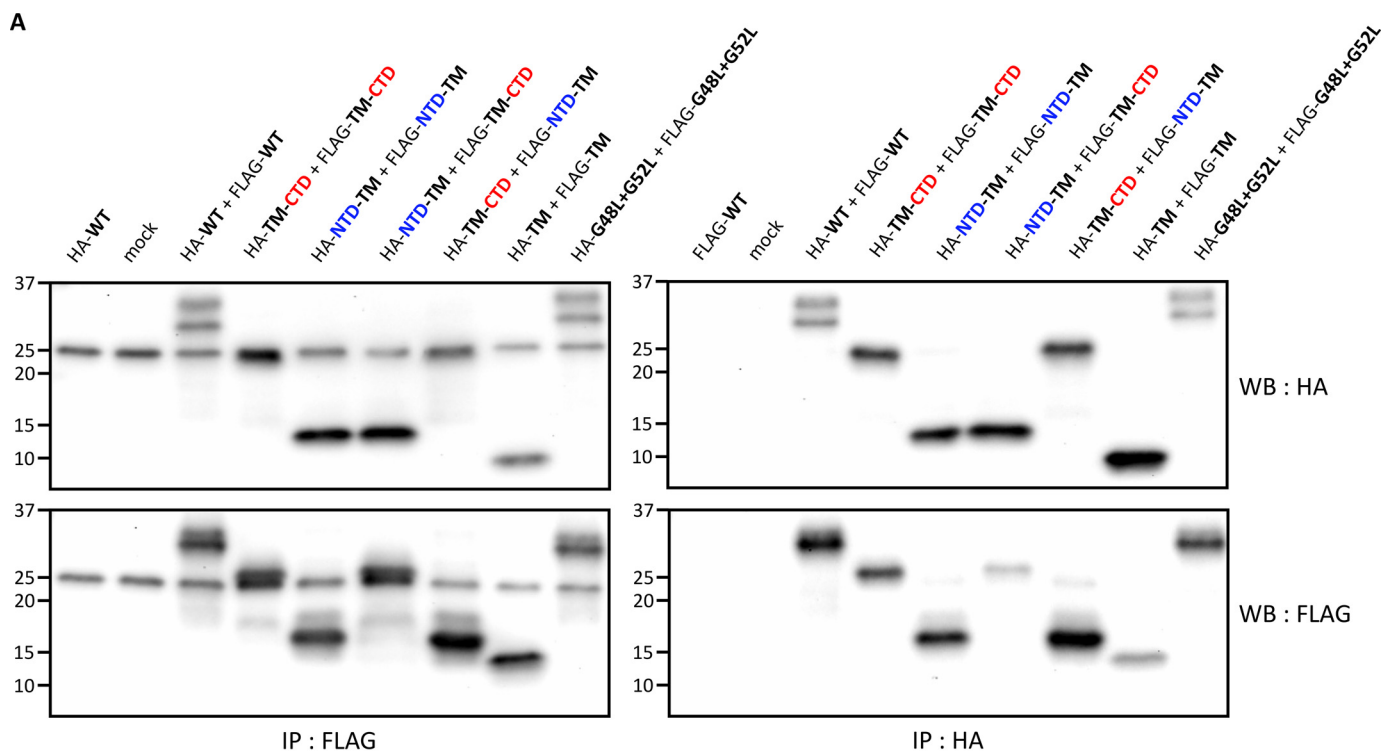 A
HA-WT
mock
HA-WT + FLAG-WT
HA-TM-CTD + FLAG-TM-CTD
HA-NTD-TM + FLAG-NTD-TM
HA-NTD-TM + FLAG-TM-CTD
HA-TM-CTD + FLAG-NTD-TM
HA-TM + FLAG-TM
HA-G48L+G52L + FLAG-G48L+G52L
FLAG-WT
mock
HA-WT + FLAG-WT
HA-TM-CTD + FLAG-TM-CTD
HA-NTD-TM + FLAG-NTD-TM
HA-NTD-TM + FLAG-TM-CTD
HA-TM-CTD + FLAG-NTD-TM
HA-TM + FLAG-TM
HA-G48L+G52L + FLAG-G48L+G52L
37
25
20
15
10
37
25
20
15
10
WB : HA
37
25
20
15
10
37
25
20
15
10
WB : FLAG
IP : FLAG
IP : HA